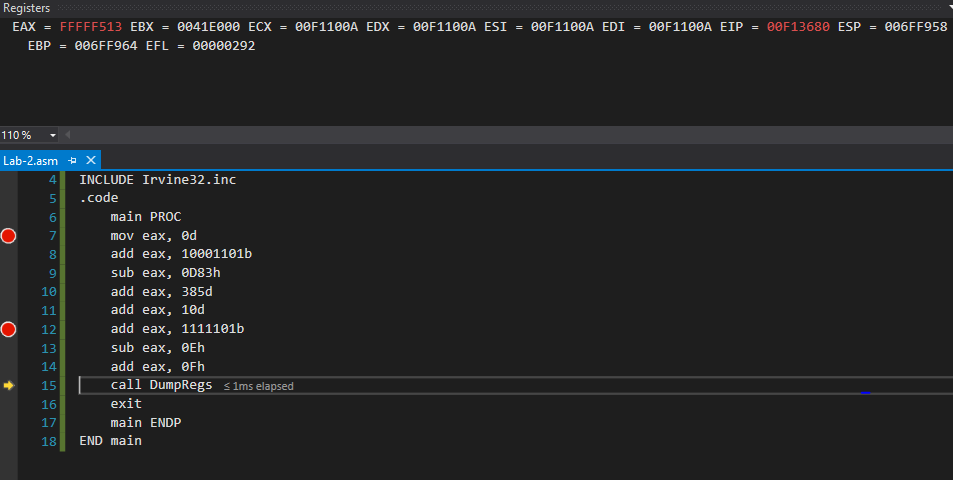 Registers
EAX = FFFFF513 EBX = 0041E000 ECX = 00F1100A EDX = 00F1100A ESI = 00F1100A EDI = 00F1100A EIP = 00F13680 ESP = 006FF958
EBP = 006FF964 EFL = 00000292
110 %
Lab-2.asm
4 INCLUDE Irvine32.inc
5 .code
6 main PROC
7 mov eax, 0d
8 add eax, 10001101b
9 sub eax, 0D83h
10 add eax, 385d
11 add eax, 10d
12 add eax, 1111101b
13 sub eax, 0Eh
14 add eax, 0Fh
15 call DumpRegs ≤ 1ms elapsed
16 exit
17 main ENDP
18 END main